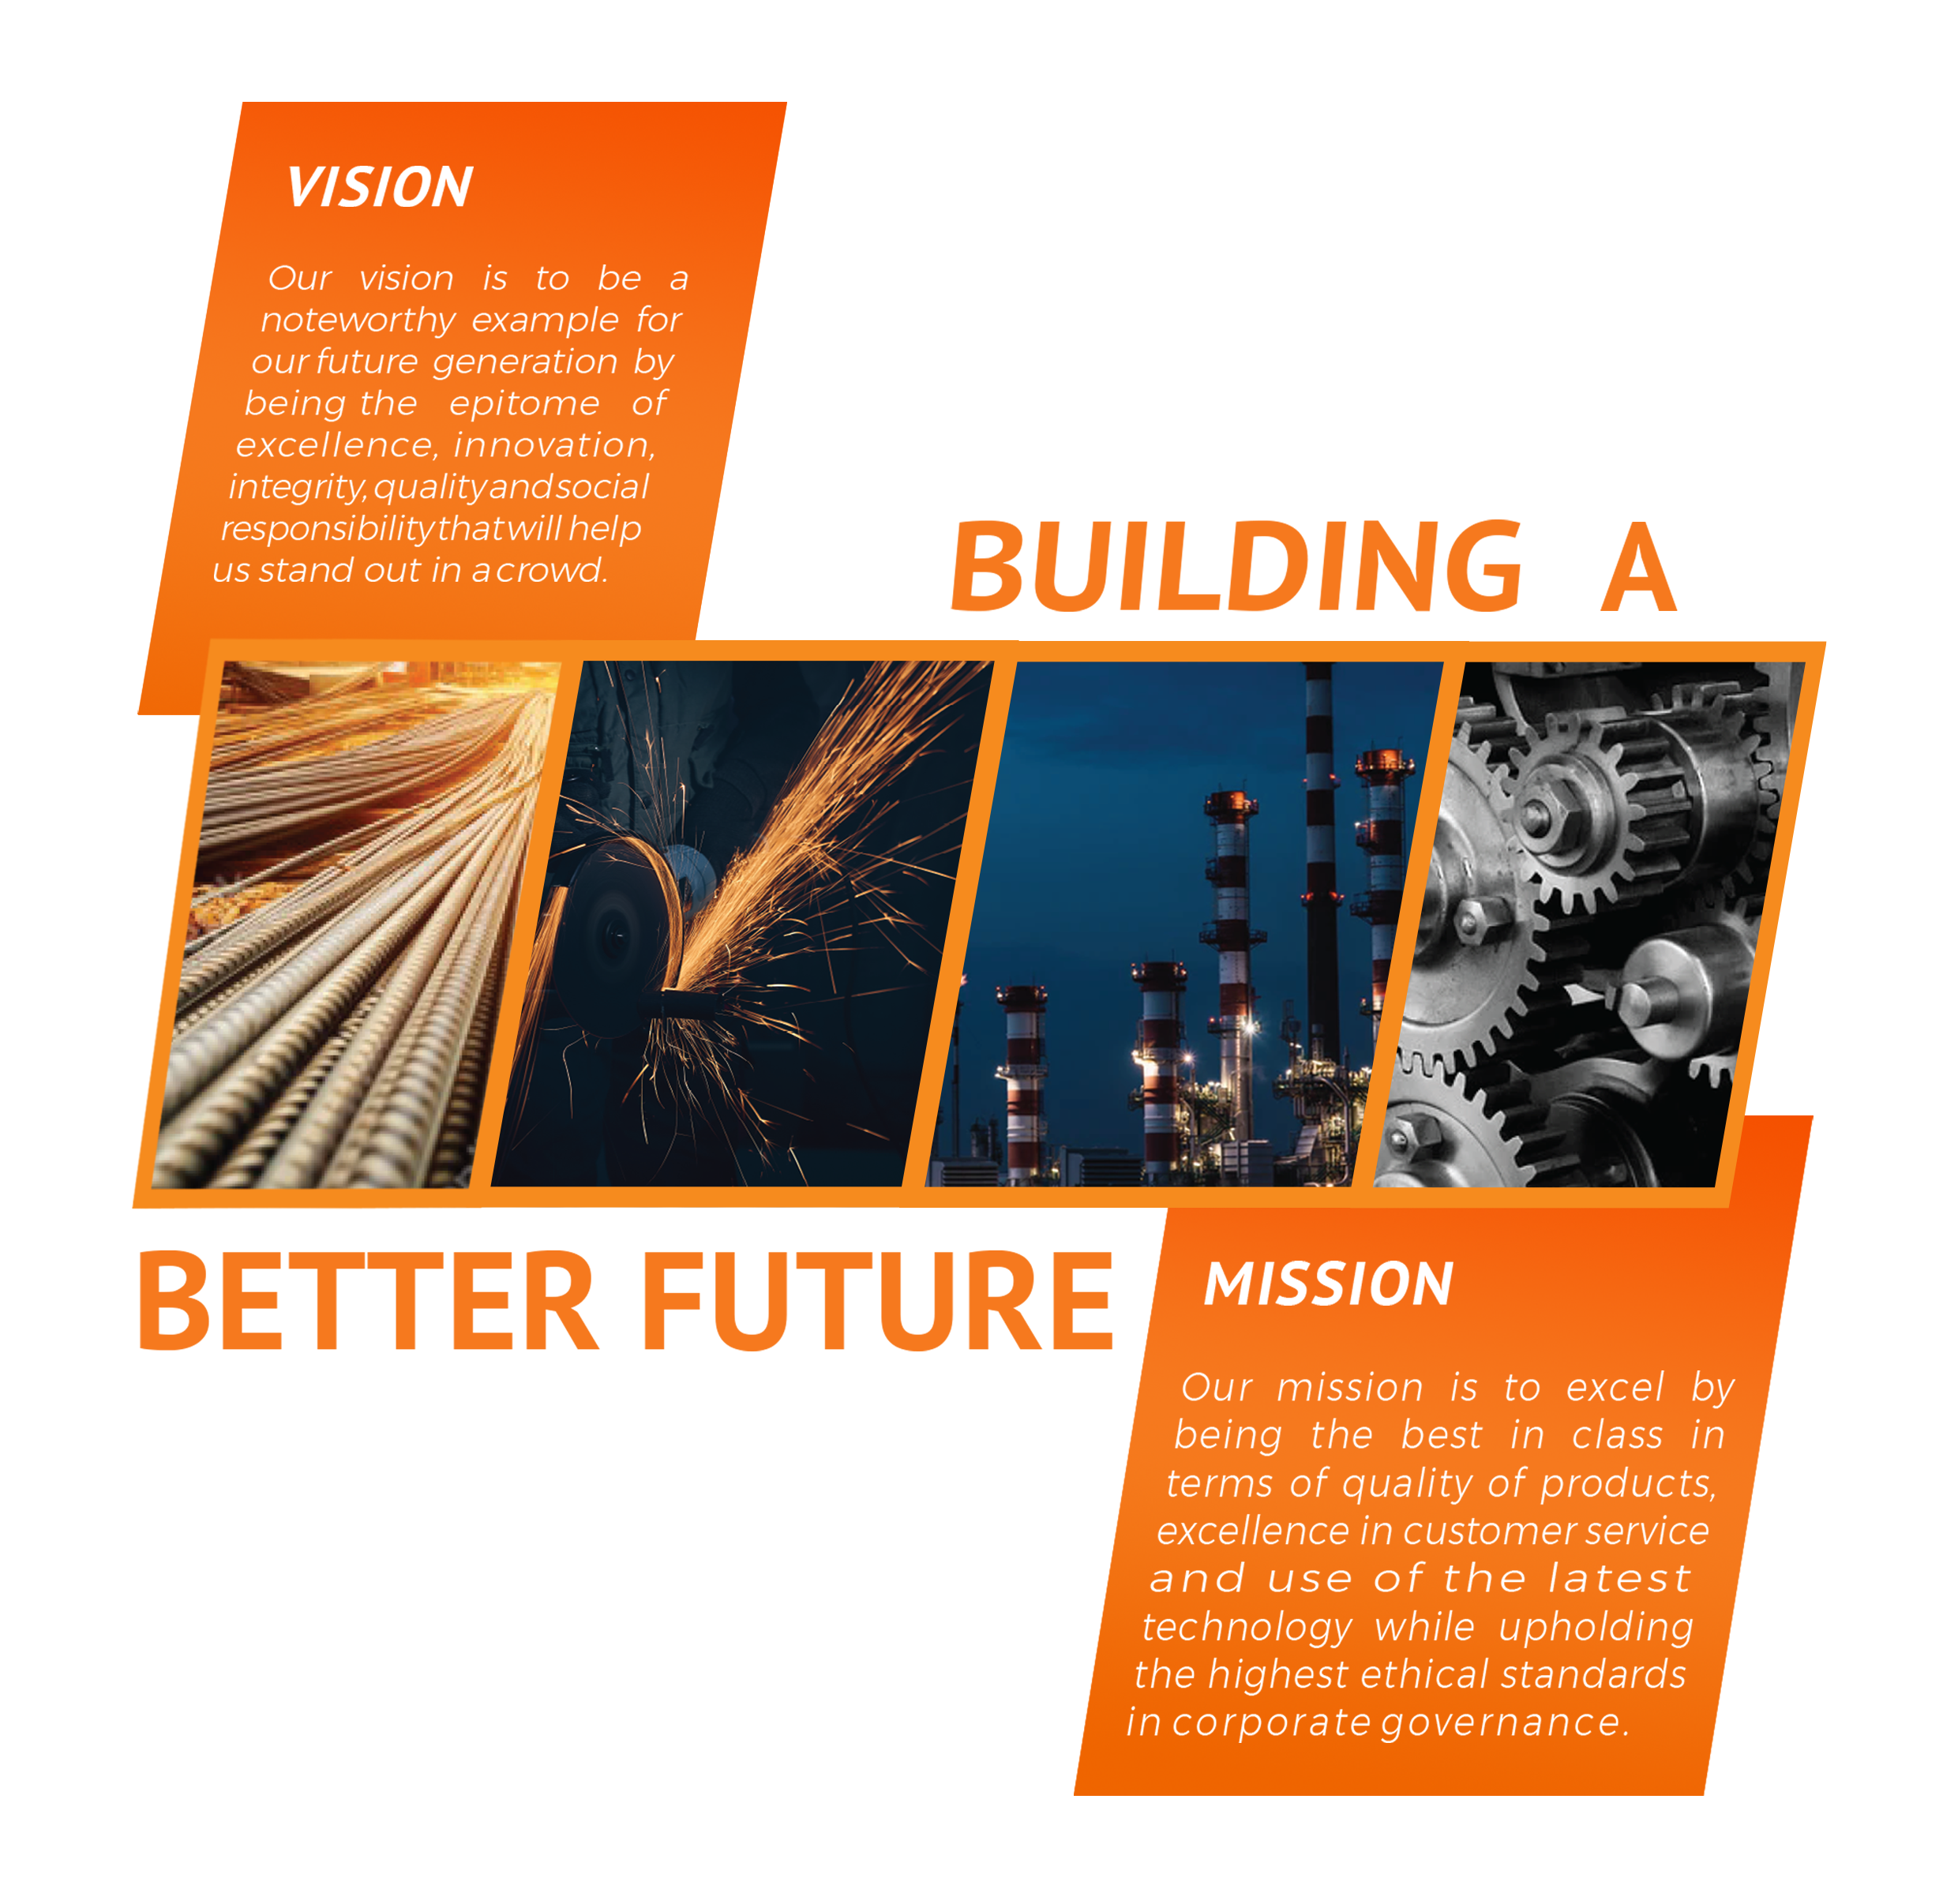 VISION
Our vision is to be a
noteworthy example for
our future generation by
being the epitome of
excellence, innovation,
integrity, quality and social
responsibility that will help
us stand out in a crowd.
BUILDING A
BETTER FUTURE
MISSION
Our mission is to excel by
being the best in class in
terms of quality of products,
excellence in customer service
and use of the latest
technology while upholding
the highest ethical standards
in corporate governance.